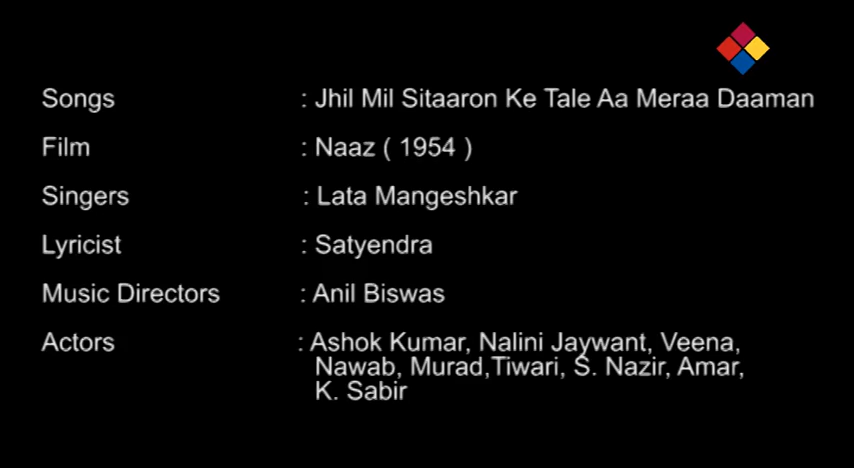 Songs : Jhil Mil Sitaaron Ke Tale Aa Meraa Daaman
Film : Naaz ( 1954 )
Singers : Lata Mangeshkar
Lyricist : Satyendra
Music Directors : Anil Biswas
Actors : Ashok Kumar, Nalini Jaywant, Veena,
Nawab, Murad,Tiwari, S. Nazir, Amar,
K. Sabir